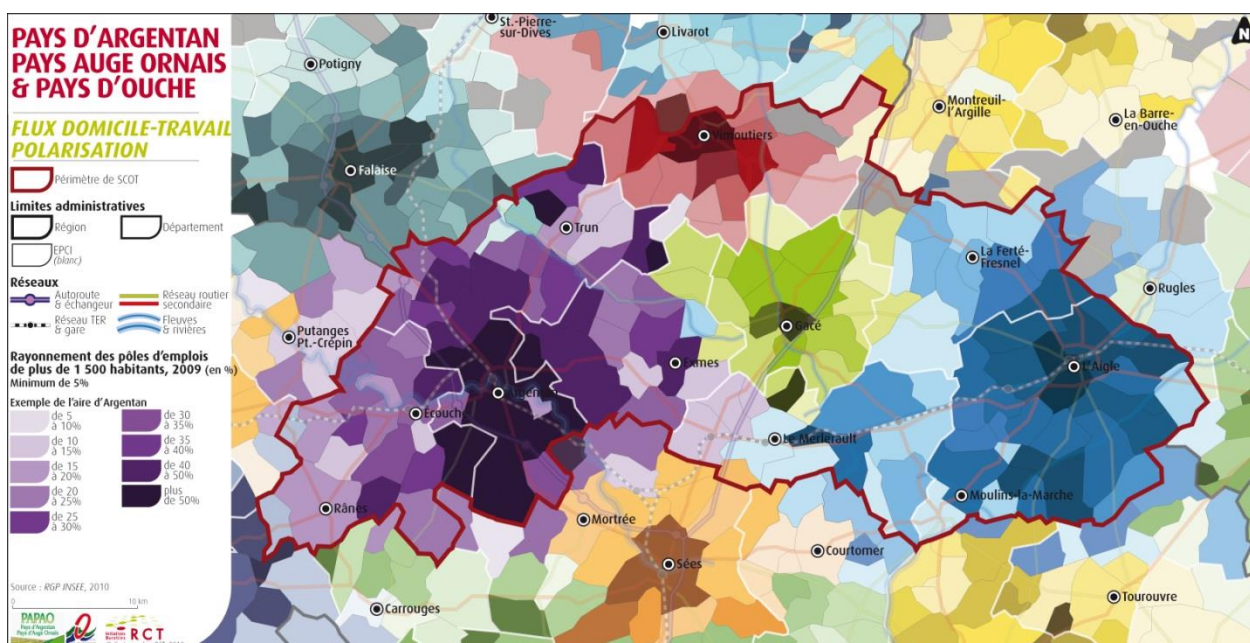 PAYS D'ARGENTAN
PAYS AUGE ORNAIS
& PAYS D'OUCHE
FLUX DOMICILE-TRAVAIL
POLARISATION
Périmètre de SCOT
Limites administratives
Région
Département
EPCI
(blanc)
Réseaux
Autoroute
& échangeur
Réseau routier
secondaire
Réseau TER
& gare
Fleuves
& rivières
Rayonnement des pôles d'emplois
de plus de 1 500 habitants, 2009 (en %)
Minimum de 5%
Exemple de l'aire d'Argentan
de 5
à 10%
de 10
à 15%
de 15
à 20%
de 20
à 25%
de 25
à 30%
de 30
à 35%
de 35
à 40%
de 40
à 50%
plus
de 50%
Source : RGP INSEE, 2010
0
10 km
PAPAO
Pays d'Argentan
Pays d'Auge Ornais
RCT
N
St.-Pierre-
sur-Dives
Livarot
Potigny
Montreuil-
l'Argille
La Barre-
en-Ouche
Vimoutiers
Falaise
Trun
La Ferté-
Fresnel
Rugles
Putanges
Pt.-Crépin
Gacé
Exmes
L'Aigle
Argentan
Écouché
Le Merlerault
Moulins-la-Marche
Rânes
Mortrée
Courtomer
Sées
Carrouges
Tourouvre